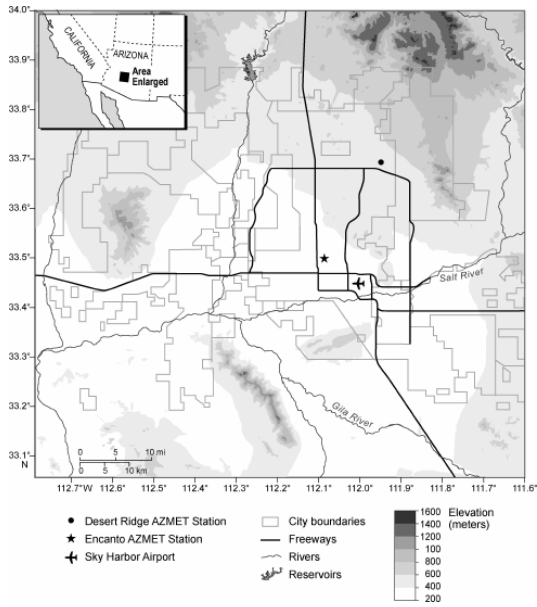 34.0°
33.9°
33.8°
33.7°
33.6°
33.5°
33.4°
33.3°
33.2°
33.1°
N
CALIFORNIA
ARIZONA
Area
Enlarged
Salt River
Gila River
0 5 10 mi
0 5 10 km
112.7°W 112.6° 112.5° 112.4° 112.3° 112.2° 112.1° 112.0° 111.9° 111.8° 111.7° 111.6°
Desert Ridge AZMET Station
Encanto AZMET Station
Sky Harbor Airport
City boundaries
Freeways
Rivers
Reservoirs
1600
1400
1200
100
800
600
400
200
Elevation
(meters)